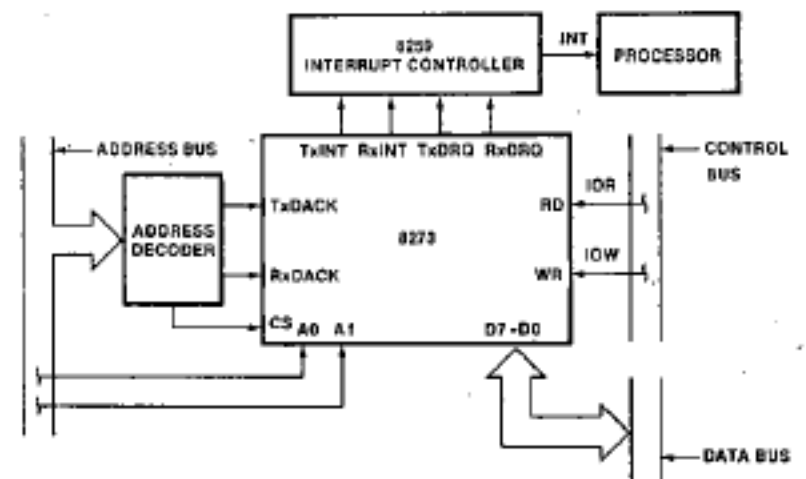 8259
INTERRUPT CONTROLLER
INT
PROCESSOR
ADDRESS BUS
TxINT RxINT TxDRQ RxDRQ
CONTROL
BUS
ADDRESS
DECODER
TxDACK
8273
RD
IOR
RxDACK
WR
IOW
CS
A0 A1
D7-D0
DATA BUS